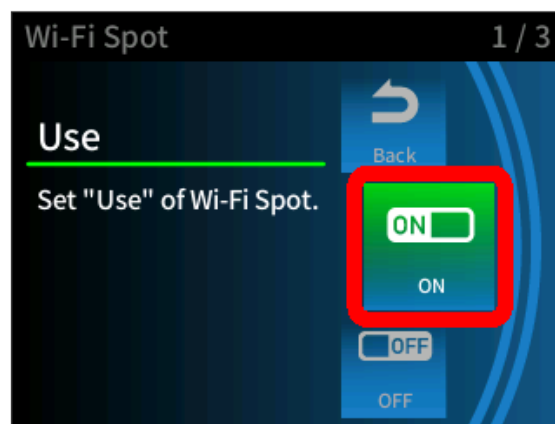 Wi-Fi Spot
1 / 3
Use
Set "Use" of Wi-Fi Spot.
Back
ON
ON
OFF
OFF